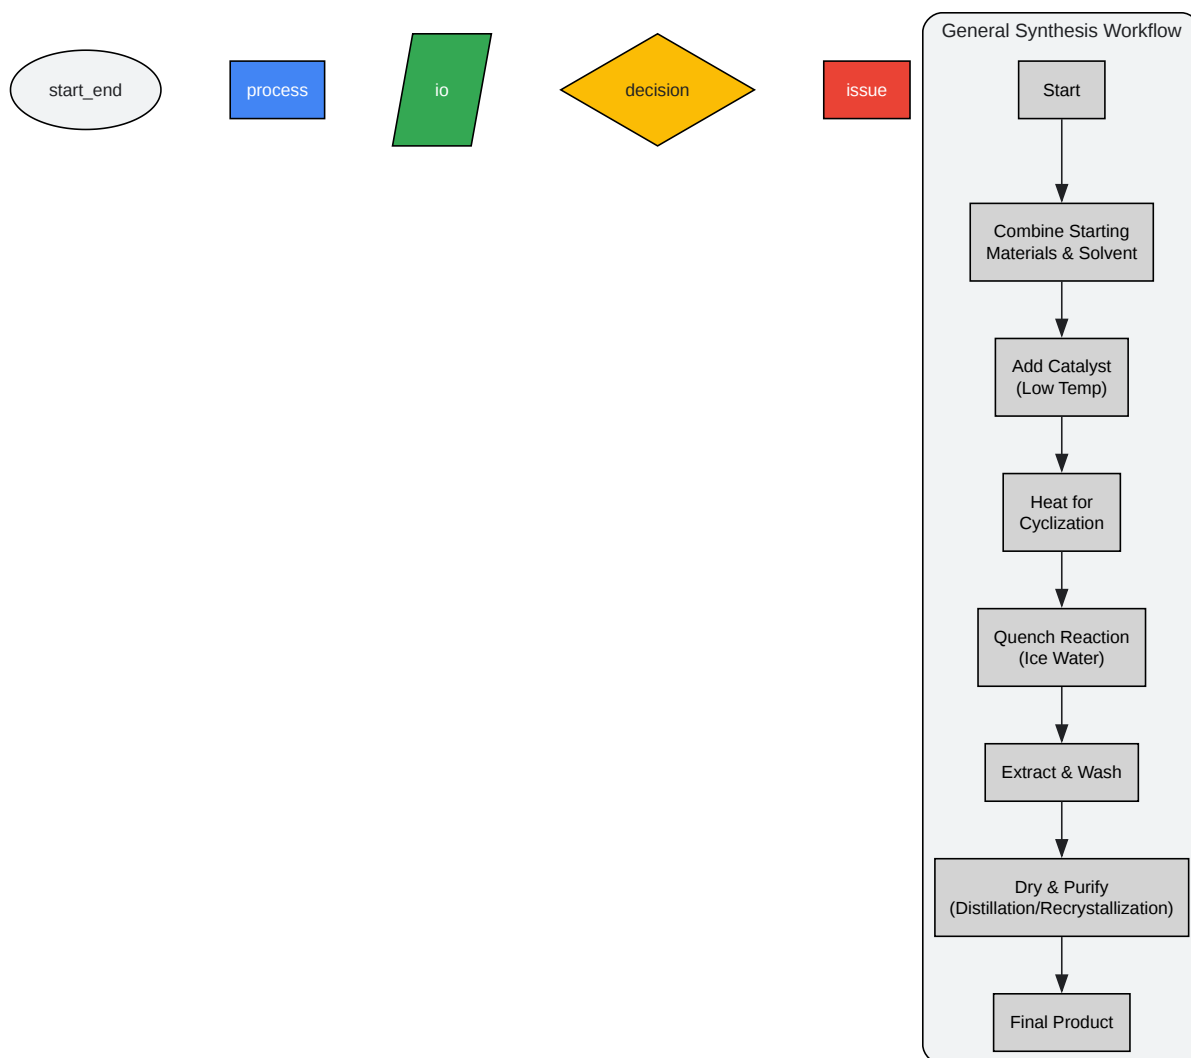 start_end
process
io
decision
issue
General Synthesis Workflow
Start
Combine Starting
Materials & Solvent
Add Catalyst
(Low Temp)
Heat for
Cyclization
Quench Reaction
(Ice Water)
Extract & Wash
Dry & Purify
(Distillation/Recrystallization)
Final Product